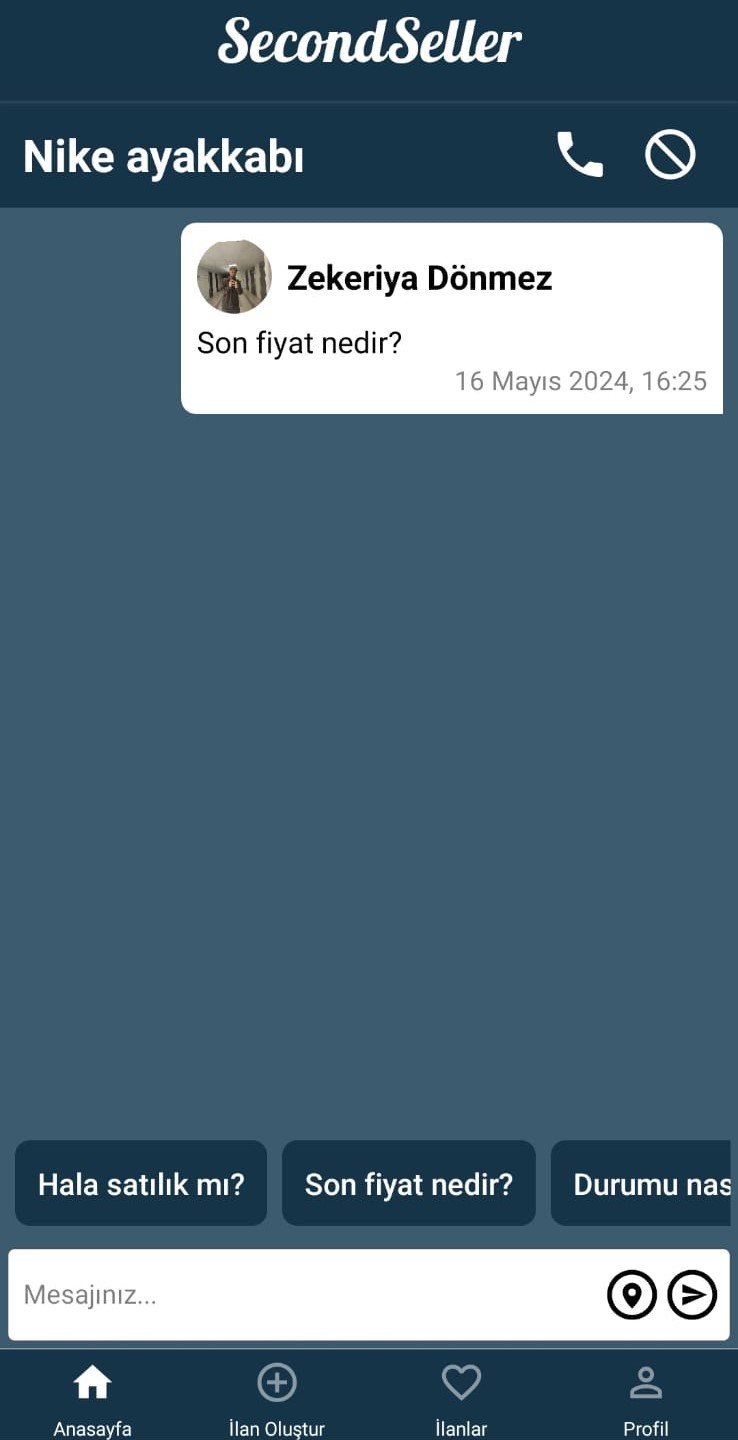 SecondSeller
Nike ayakkabı
Zekeriya Dönmez
Son fiyat nedir?
16 Mayıs 2024, 16:25
Hala satılık mı? Son fiyat nedir? Durumu nas
Mesajınız...
Anasayfa İlan Oluştur İlanlar Profil